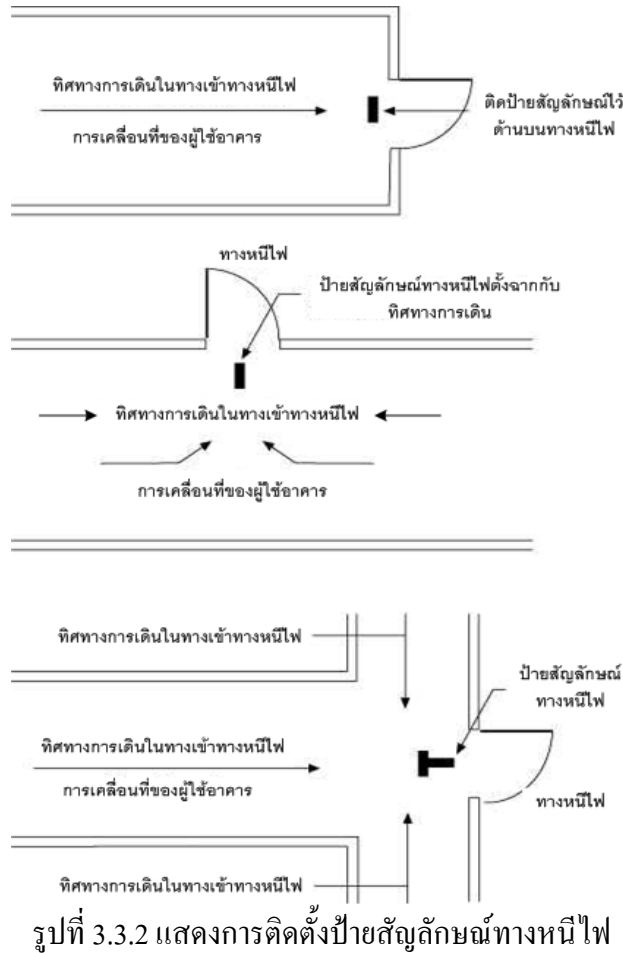 ทิศทางการเดินในทางเข้าทางหนีไฟ
การเคลื่อนที่ของผู้ใช้อาคาร
ติดป้ายสัญลักษณ์ไว้
ด้านบนทางหนีไฟ
ทางหนีไฟ
ป้ายสัญลักษณ์ทางหนีไฟตั้งฉากกับ
ทิศทางการเดิน
ทิศทางการเดินในทางเข้าทางหนีไฟ
การเคลื่อนที่ของผู้ใช้อาคาร
ทิศทางการเดินในทางเข้าทางหนีไฟ
ป้ายสัญลักษณ์
ทางหนีไฟ
ทิศทางการเดินในทางเข้าทางหนีไฟ
การเคลื่อนที่ของผู้ใช้อาคาร
ทางหนีไฟ
ทิศทางการเดินในทางเข้าทางหนีไฟ
รูปที่ 3.3.2 แสดงการติดตั้งป้ายสัญลักษณ์ทางหนีไฟ